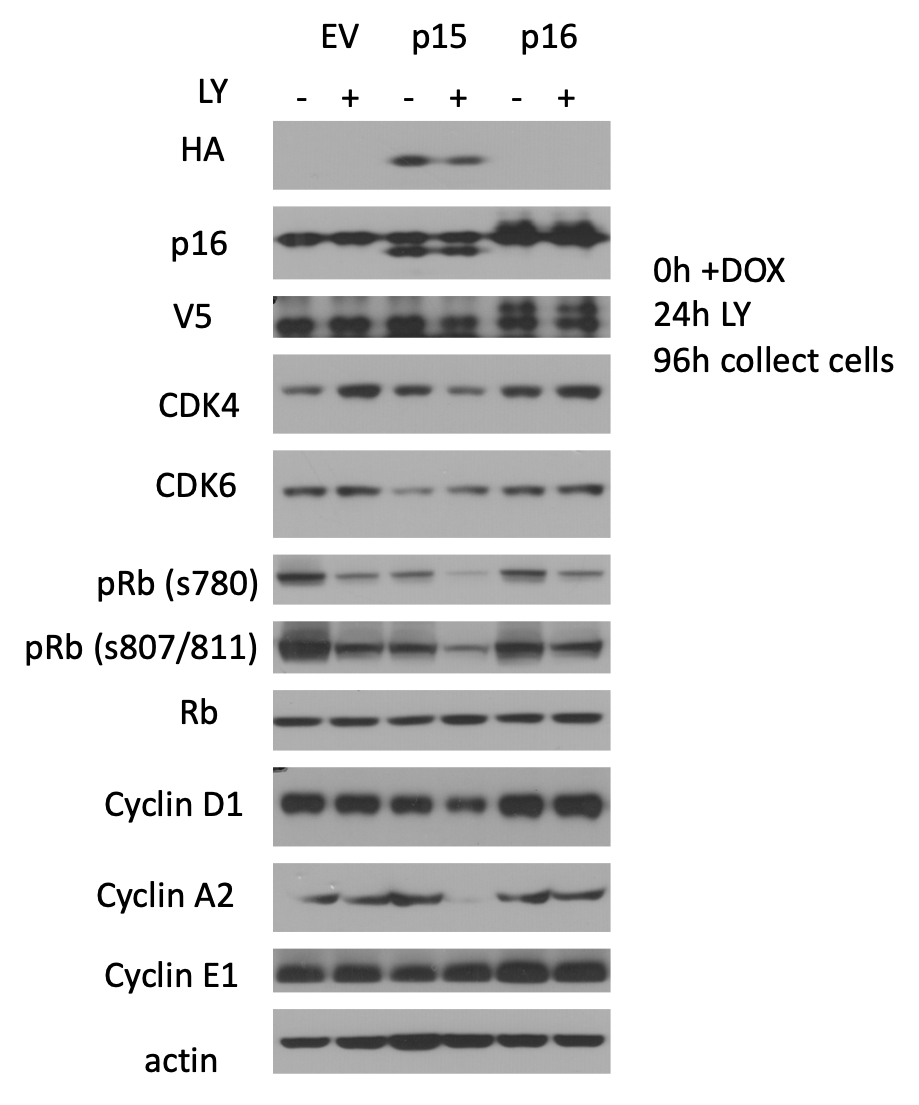 EV p15 p16
LY - + - + - +
HA
p16
V5
CDK4
CDK6
pRb (s780)
pRb (s807/811)
Rb
Cyclin D1
Cyclin A2
Cyclin E1
actin
0h +DOX
24h LY
96h collect cells